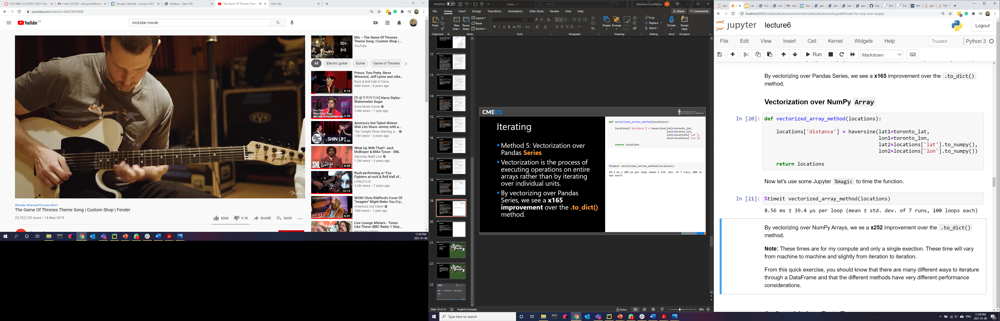 CIV1498H S LEC9301 20211:Spe
Inbox (9,038) - sebi.goodfellow@
Google Calendar - January 2021
Syllabus – Data 100
The Game Of Thrones Them
New Tab
youtube.com/watch?v=6i0a7RDPkM8
YouTube CA
rockstar movie
#Fender #GameOfThrones #GOT
The Game Of Thrones Theme Song | Custom Shop | Fender
23,722,120 views • 14 May 2019
506K
9.7K
SHARE
SAVE
Fender
50+
Mix – The Game Of Thrones
Theme Song | Custom Shop |...
YouTube
All
Electric guitar
Guitar
Game of Thrones
Prince, Tom Petty, Steve
Winwood, Jeff Lynne and othe...
Rock & Roll Hall of Fame
94M views • 8 years ago
6:16
[한글자막라이브] Harry Styles -
Watermelon Sugar
Sony Music Korea
2.8M views • 1 year ago
Harry Styles
Watermelon Sugar
2:58
America's Got Talent Winner
Shin Lim Stuns Jimmy with a...
The Tonight Show Starring Ji...
17M views • 2 years ago
SHIN LIM
5:36
What Up With That?: Jack
McBrayer & Mike Tyson - SNL
Saturday Night Live
1.2M views • 3 years ago
SNL Vintage
6:55
Rush performing w/ Foo
Fighters at rock & Roll Hall of...
LIV&LETLIV
3.5M views • 7 years ago
13:12
WOW! Chris Kläfford's Cover Of
"Imagine" Might Make You Cry...
America's Got Talent
75M views • 1 year ago
AUDITIONS
6:31
Live Lounge Allstars - Times
Like These (BBC Radio 1 Stay...
BBCRadio1VEVO
TIMES
LIKE
11:28 PM
2021-01-06
AutoSave Off
Lectu...
Search
Sebastian Goodfellow
SG
File Home Insert Design Transitions Animations Slide Show Review View Help
Share
Comments
Paste
New
Slide
Reuse
Slides
Layout
Reset
Section
Shapes
Arrange
Quick
Styles
Find
Replace
Select
Dictate
Design
Ideas
Clipboard
Slides
Font
Paragraph
Drawing
Editing
Voice
Designer
12
13
14
15
16
17
18
19
20
21
22
23
CMEDS
UNIVERSITY OF TORONTO
Iterating
Method 5: Vectorization over
Pandas Series
Vectorization is the process of
executing operations on entire
arrays rather than by iterating
over individual units.
By vectorizing over Pandas
Series, we see a x165
improvement over the .to_dict()
method.
def vectorized_series_method(locations):
locations['distance'] = haversine(lat1=toronto_lat,
lon1=toronto_lon,
lat2=locations['lat'],
lon2=locations['lon'])
return locations
%timeit vectorized_series_method(locations)
10.1 ms ± 109 µs per loop (mean ± std. dev. of 7 runs, 100 lo
ops each)
Slide 19 of 23
English (Canada)
Notes
80%
Type here to search
localhost:8888/notebooks/lectures/lecture6/notebooks/lecture6.ipynb#Simple-for-loop-over-range()
jupyter lecture6
Logout
File Edit View Insert Cell Kernel Widgets Help
Trusted
Python 3
Run
Markdown
By vectorizing over Pandas Series, we see a x165 improvement over the .to_dict()
method.
Vectorization over NumPy Array
In [20]: def vectorized_array_method(locations):
locations['distance'] = haversine(lat1=toronto_lat,
lon1=toronto_lon,
lat2=locations['lat'].to_numpy(),
lon2=locations['lon'].to_numpy())
return locations
Now let's use some Jupyter %magic to time the function.
In [21]: %timeit vectorized_array_method(locations)
8.56 ms ± 39.4 µs per loop (mean ± std. dev. of 7 runs, 100 loops each)
By vectorizing over NumPy Arrays, we se a x252 improvement over the .to_dict()
method.
Note: These times are for my compute and only a single exection. These time will vary
from machine to machine and slightly from iteration to iteration.
From this quick exercise, you should know that there are many different ways to iterature
through a DataFrame and that the different methods have very different performance
considerations.
ENG
11:28 PM
2021-01-06